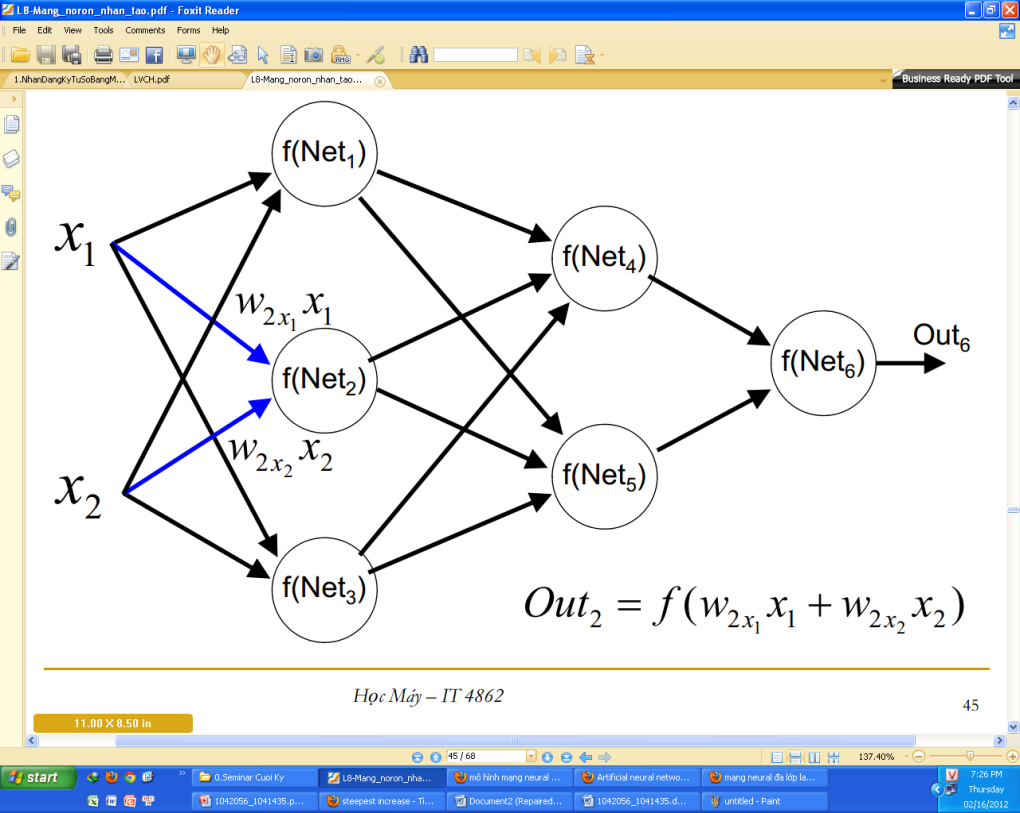 L8-Mang_noron_nhan_tao.pdf - Foxit Reader
File Edit View Tools Comments Forms Help
1.NhanDangKyTuSoBangM... LVCH.pdf L8-Mang_noron_nhan_tao... Business Ready PDF Tool
f(Net1)
x1
f(Net4)
w2x1 x1
Out6
f(Net2)
f(Net6)
w2x2 x2
x2
f(Net5)
f(Net3)
Out2 = f(w2x1 x1 + w2x2 x2)
Học Máy – IT 4862
45
11.00 X 8.50 in
45 / 68
137.40%
start
0.Seminar Cuoi Ky
L8-Mang_noron_nha...
mô hình mạng neural ...
Artificial neural netwo...
mạng neural đa lớp la...
7:26 PM
1042056_1041435.p...
steepest increase - Ti...
Document2 (Repaired...
1042056_1041435.d...
untitled - Paint
Thursday
02/16/2012